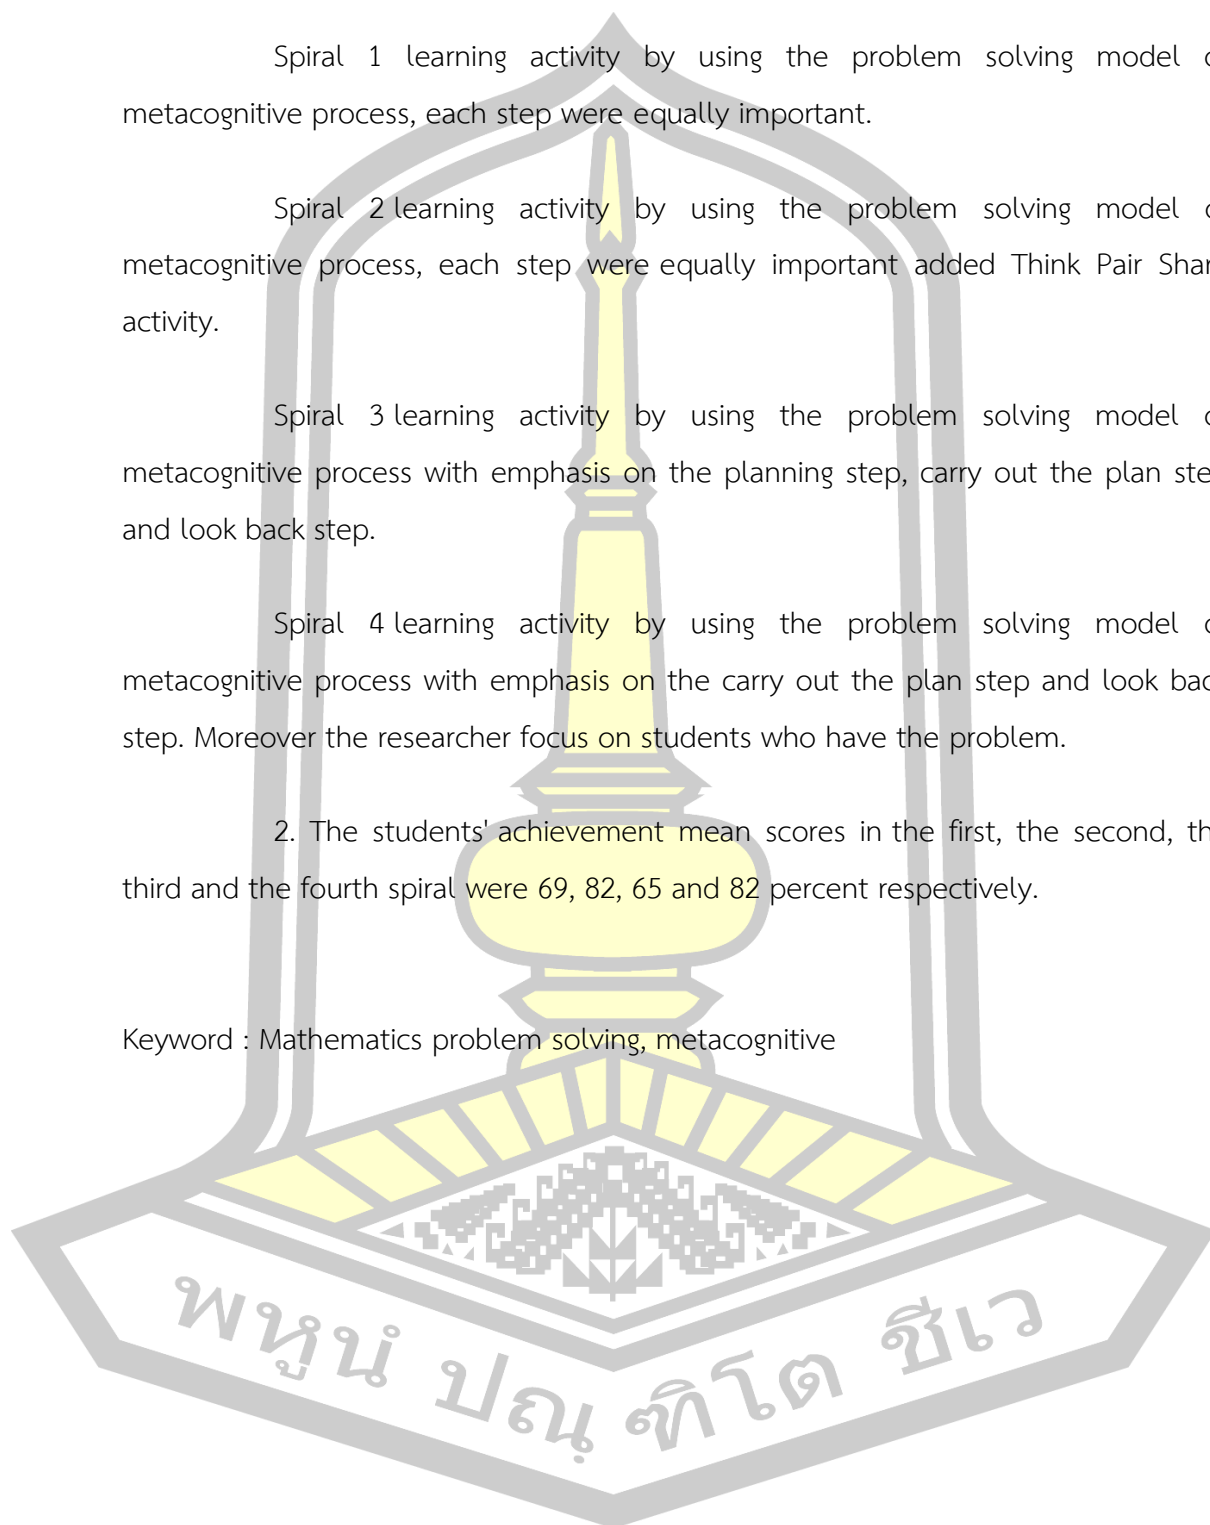 Spiral 1 learning activity by using the problem solving model
metacognitive process, each step were equally important.
Spiral 2 learning activity by using the problem solving model
metacognitive process, each step were equally important added Think Pair
activity.
Spiral 3 learning activity by using the problem solving model
metacognitive process with emphasis on the planning step, carry out the plan
and look back step.
Spiral 4 learning activity by using the problem solving model
metacognitive process with emphasis on the carry out the plan step and look
step. Moreover the researcher focus on students who have the problem.
2. The students' achievement mean scores in the first, the second,
third and the fourth spiral were 69, 82, 65 and 82 percent respectively.
Keyword : Mathematics problem solving, metacognitive
พหูนํ ปณฺฑิโต ชีเว